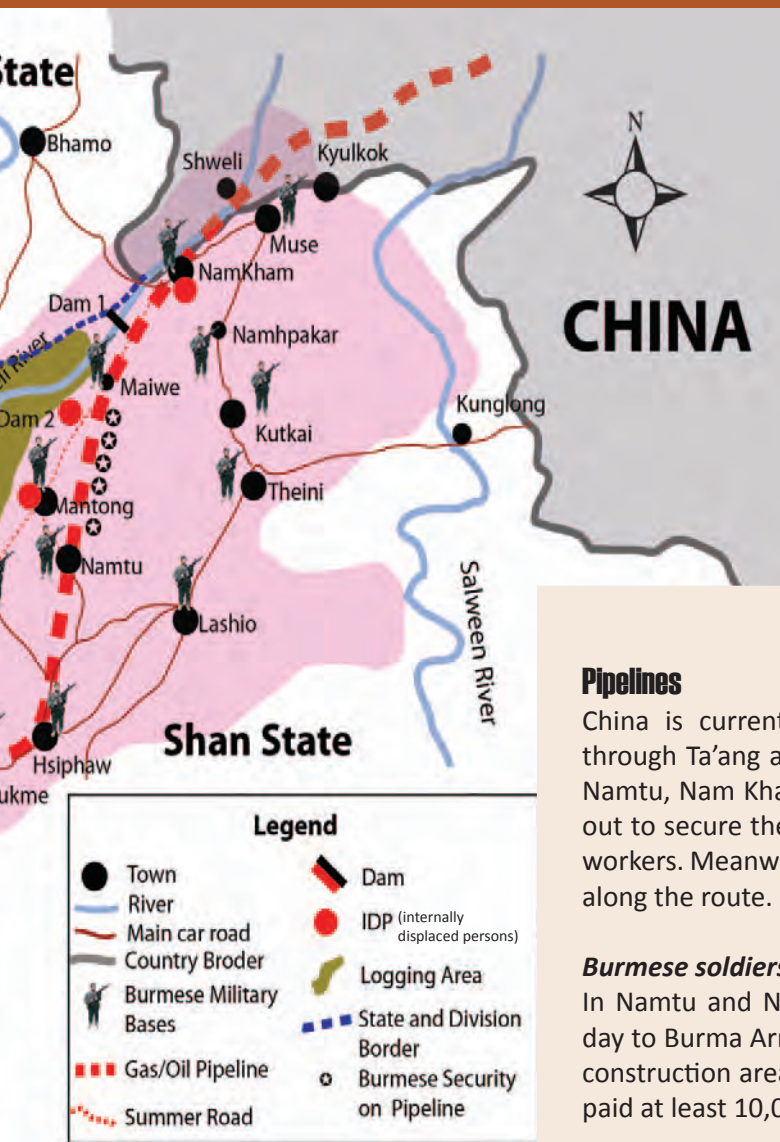 State
Bhamo
Shweli
Kyulkok
N
Muse
NamKham
CHINA
Dam 1
Namhpakar
River
Maiwe
Kunglong
Dam 2
Kutkai
Theini
Mantong
Namtu
Salween River
Lashio
Shan State
Hsiphaw
ukme
Legend
Town
River
Main car road
Country Broder
Burmese Military
Bases
Gas/Oil Pipeline
Summer Road
Dam
IDP (internally
displaced persons)
Logging Area
State and Division
Border
Burmese Security
on Pipeline
Pipelines
China is current
through Ta’ang a
Namtu, Nam Kha
out to secure the
workers. Meanw
along the route.
Burmese soldiers
In Namtu and N
day to Burma Arr
construction area
paid at least 10,0